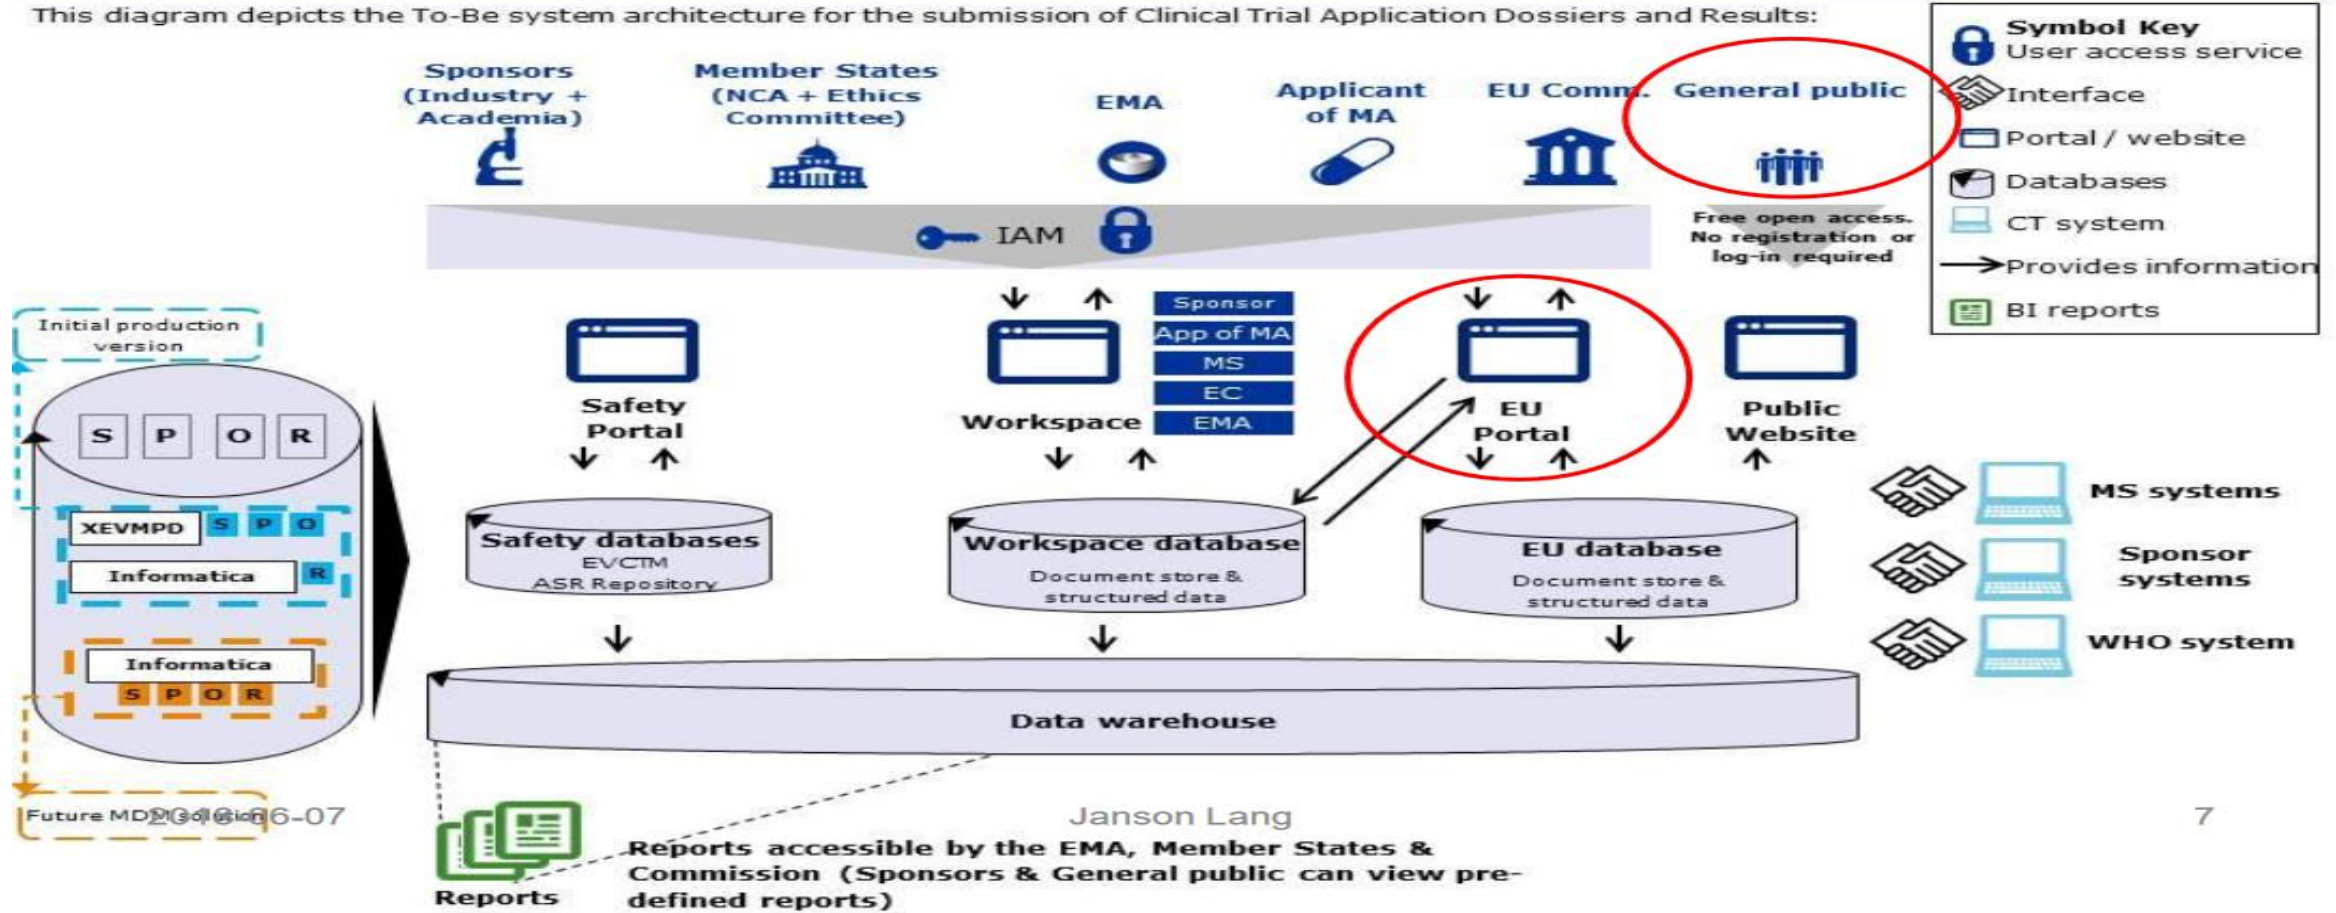 This diagram depicts the To-Be system architecture for the submission of Clinical Trial Application Dossiers and Results:
Symbol Key
User access service
Interface
Portal / website
Databases
CT system
Provides information
BI reports
Sponsors
(Industry +
Academia)
Member States
(NCA + Ethics
Committee)
EMA
Applicant
of MA
EU Comm.
General public
IAM
Free open access.
No registration or
log-in required
Initial production
version
S P O R
XEVMPD S P O
Informatica R
Informatica
S P O R
Future MDM solution
Safety
Portal
Workspace
Sponsor
App of MA
MS
EC
EMA
EU
Portal
Public
Website
Safety databases
EVCTM
ASR Repository
Workspace database
Document store &
structured data
EU database
Document store &
structured data
MS systems
Sponsor
systems
WHO system
Data warehouse
Reports
Reports accessible by the EMA, Member States &
Commission (Sponsors & General public can view pre-
defined reports)
6-07
Janson Lang
7